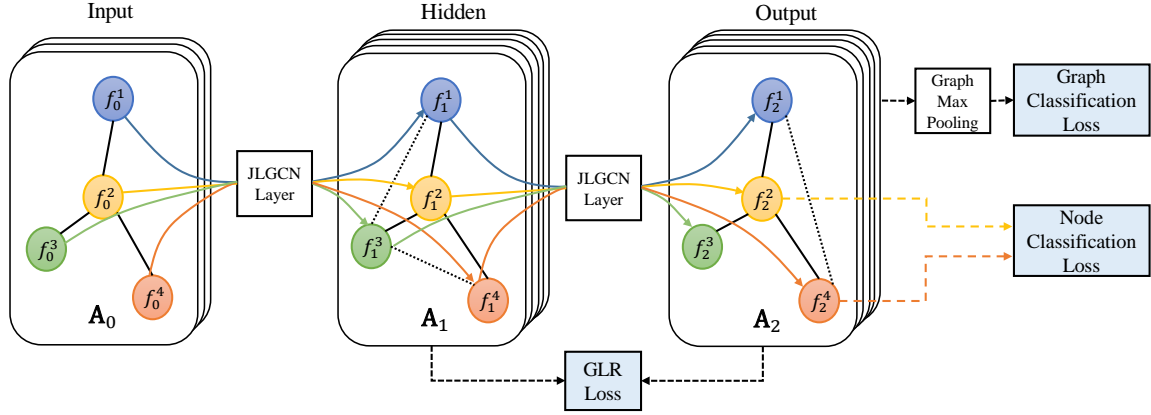 Input
Hidden
Output
f_0^1
f_0^2
f_0^3
f_0^4
A_0
JLGCN
Layer
f_1^1
f_1^2
f_1^3
f_1^4
A_1
JLGCN
Layer
f_2^1
f_2^2
f_2^3
f_2^4
A_2
Graph
Max
Pooling
Graph
Classification
Loss
Node
Classification
Loss
GLR
Loss